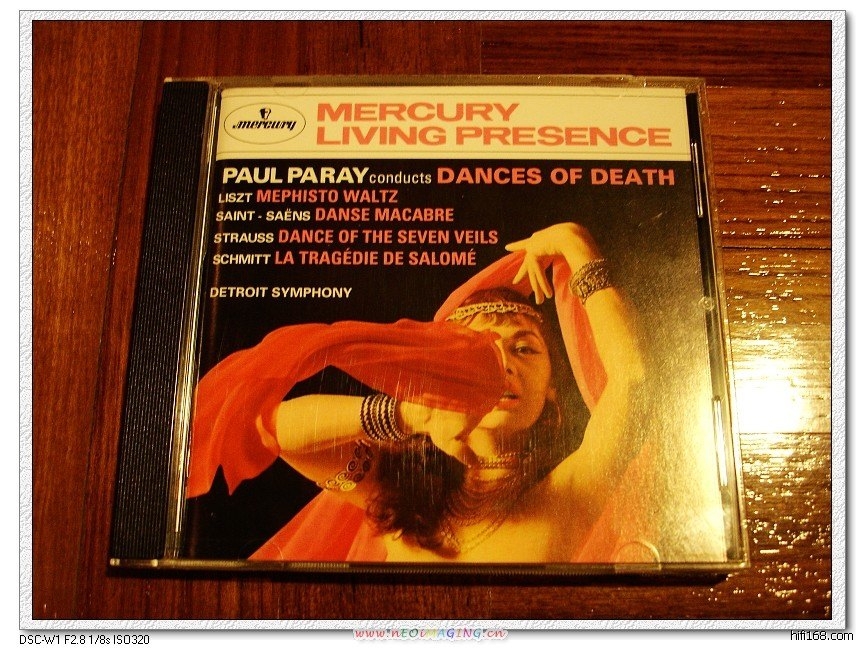 mercury
MERCURY
LIVING PRESENCE
PAUL PARAY conducts DANCES OF DEATH
LISZT MEPHISTO WALTZ
SAINT - SAËNS DANSE MACABRE
STRAUSS DANCE OF THE SEVEN VEILS
SCHMITT LA TRAGÉDIE DE SALOMÉ
DETROIT SYMPHONY
DSC-W1 F2.8 1/8s ISO320
www.nEOiMAGING.cn
hifi168.com